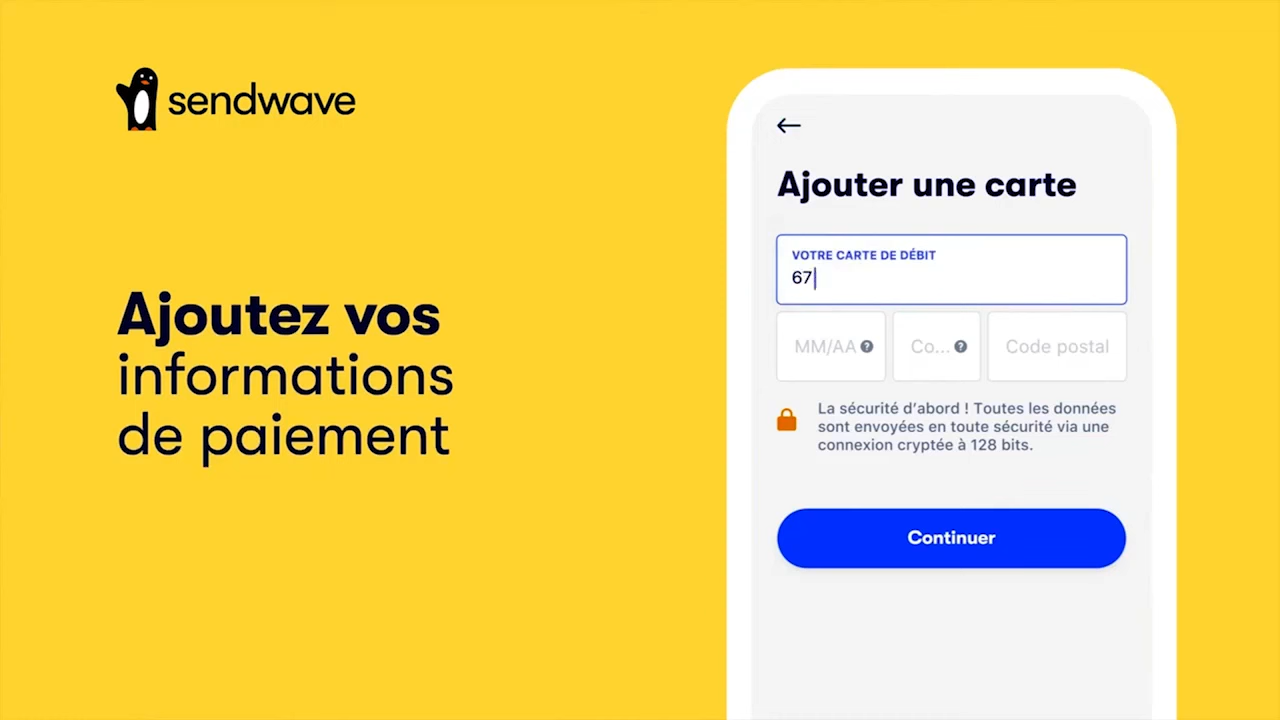 sendwave
Ajoutez vos
informations
de paiement
Ajouter une carte
VOTRE CARTE DE DÉBIT
67
MM/AA ?
Co... ?
Code postal
La sécurité d’abord ! Toutes les données
sont envoyées en toute sécurité via une
connexion cryptée à 128 bits.
Continuer